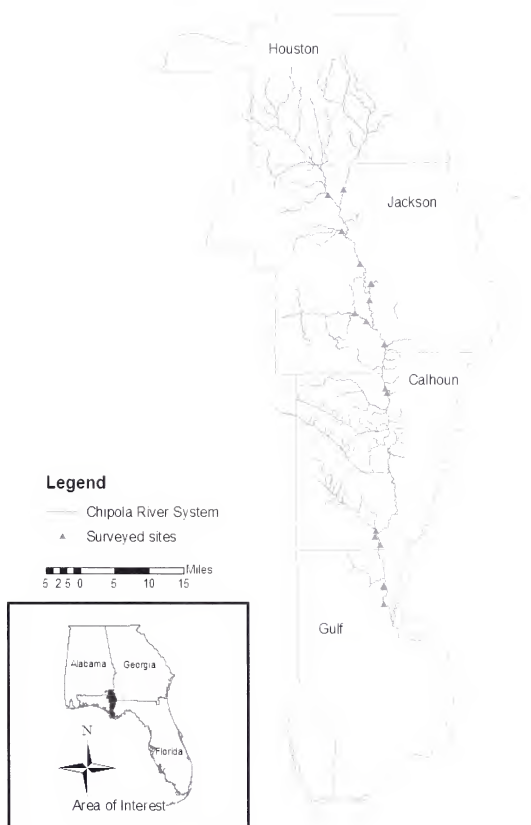 Houston
Jackson
Calhoun
Legend
Chipola River System
Surveyed sites
5 2 5 0 5 10 15 Miles
Gulf
Alabama Georgia
N
Florida
Area of Interest